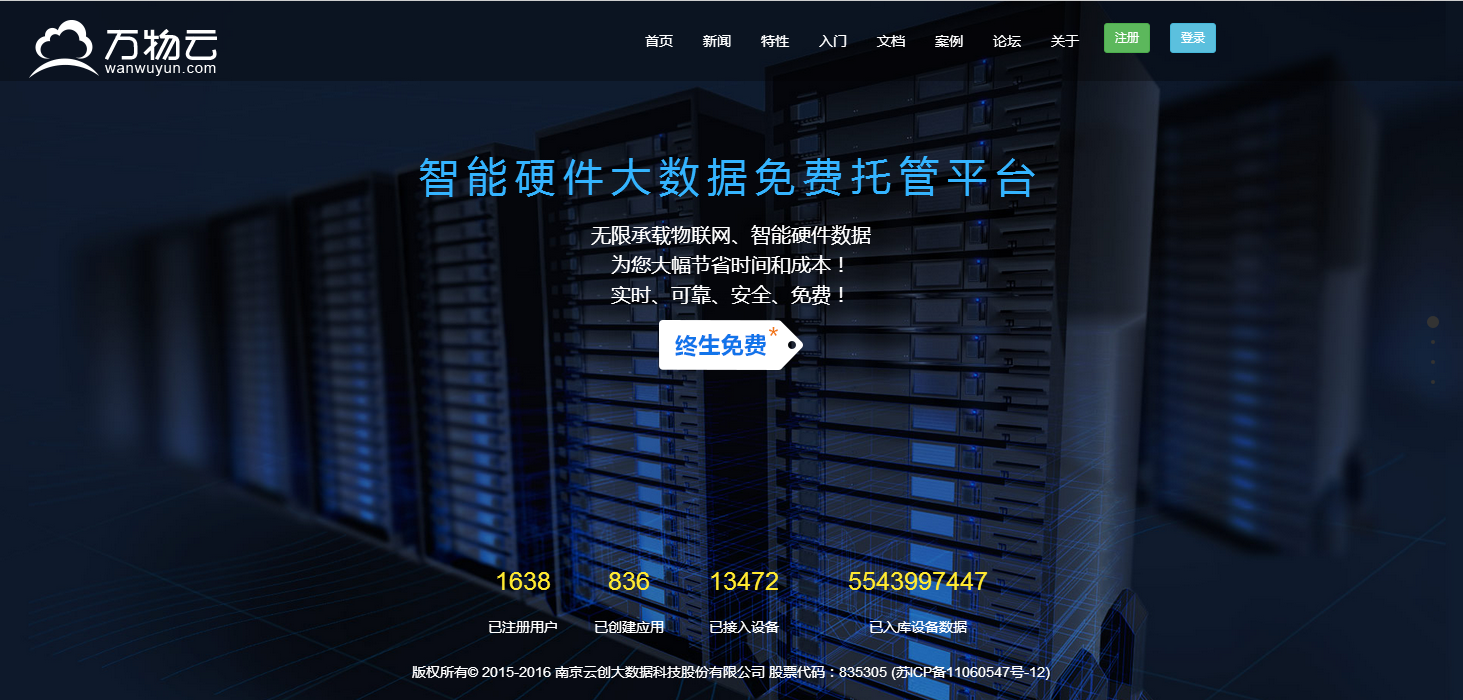 万物云
wanwuyun.com
首页 新闻 特性 入门 文档 案例 论坛 关于 注册 登录
智能硬件大数据免费托管平台
无限承载物联网、智能硬件数据
为您大幅节省时间和成本！
实时、可靠、安全、免费！
终生免费*
1638 836 13472 5543997447
已注册用户 已创建应用 已接入设备 已入库设备数据
版权所有© 2015-2016 南京云创大数据科技股份有限公司 股票代码：835305 (苏ICP备11060547号-12)